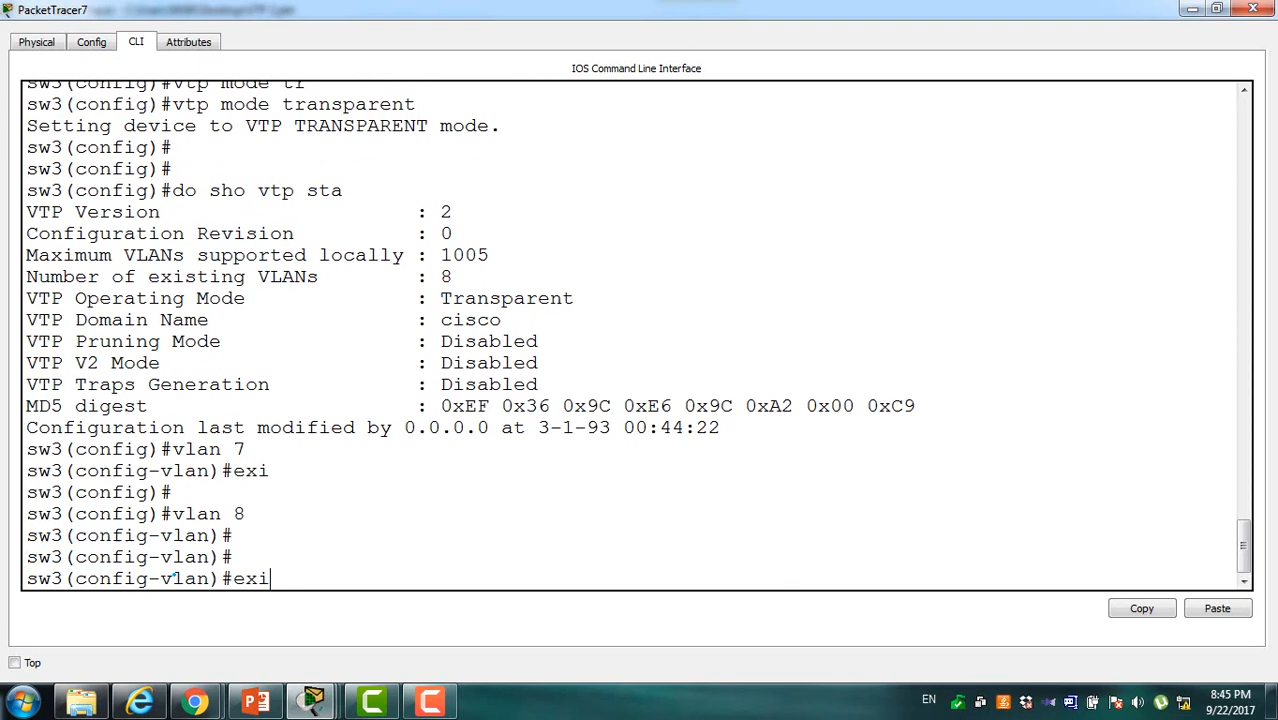 PacketTracer7
Physical Config CLI Attributes
IOS Command Line Interface
sw3(config)#vtp mode tr
sw3(config)#vtp mode transparent
Setting device to VTP TRANSPARENT mode.
sw3(config)#
sw3(config)#
sw3(config)#do sho vtp sta
VTP Version : 2
Configuration Revision : 0
Maximum VLANs supported locally : 1005
Number of existing VLANs : 8
VTP Operating Mode : Transparent
VTP Domain Name : cisco
VTP Pruning Mode : Disabled
VTP V2 Mode : Disabled
VTP Traps Generation : Disabled
MD5 digest : 0xEF 0x36 0x9C 0xE6 0x9C 0xA2 0x00 0xC9
Configuration last modified by 0.0.0.0 at 3-1-93 00:44:22
sw3(config)#vlan 7
sw3(config-vlan)#exi
sw3(config)#
sw3(config)#vlan 8
sw3(config-vlan)#
sw3(config-vlan)#
sw3(config-vlan)#exi
Copy Paste
Top
EN
8:45 PM
9/22/2017